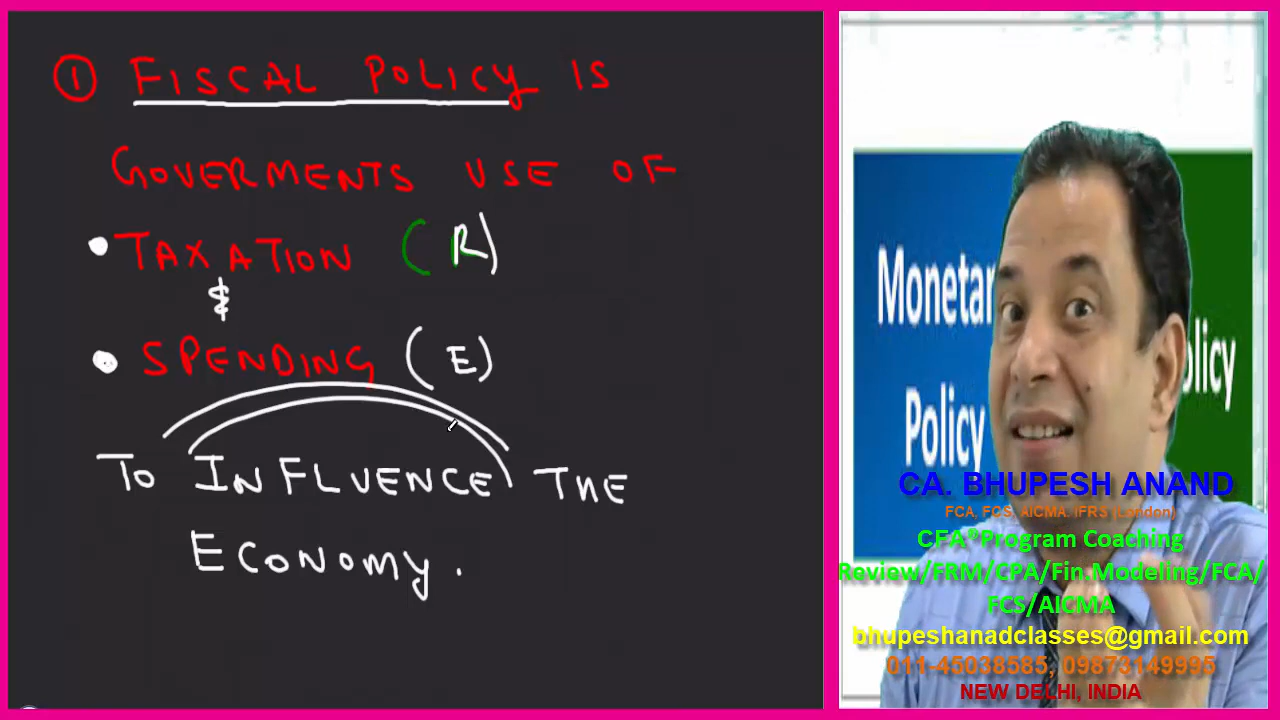 ① FISCAL POLICY IS
GOVERMENTS USE OF
• TAXATION (R)
&
• SPENDING (E)
TO INFLUENCE THE
ECONOMY.
Monetar
Policy
olicy
CA. BHUPESH ANAND
FCA, FCS, AICMA, IFRS (London)
CFA®Program Coaching
Review/FRM/CPA/Fin.Modeling/FCA/
FCS/AICMA
bhupeshanadclasses@gmail.com
011-45038585, 09873149995
NEW DELHI, INDIA